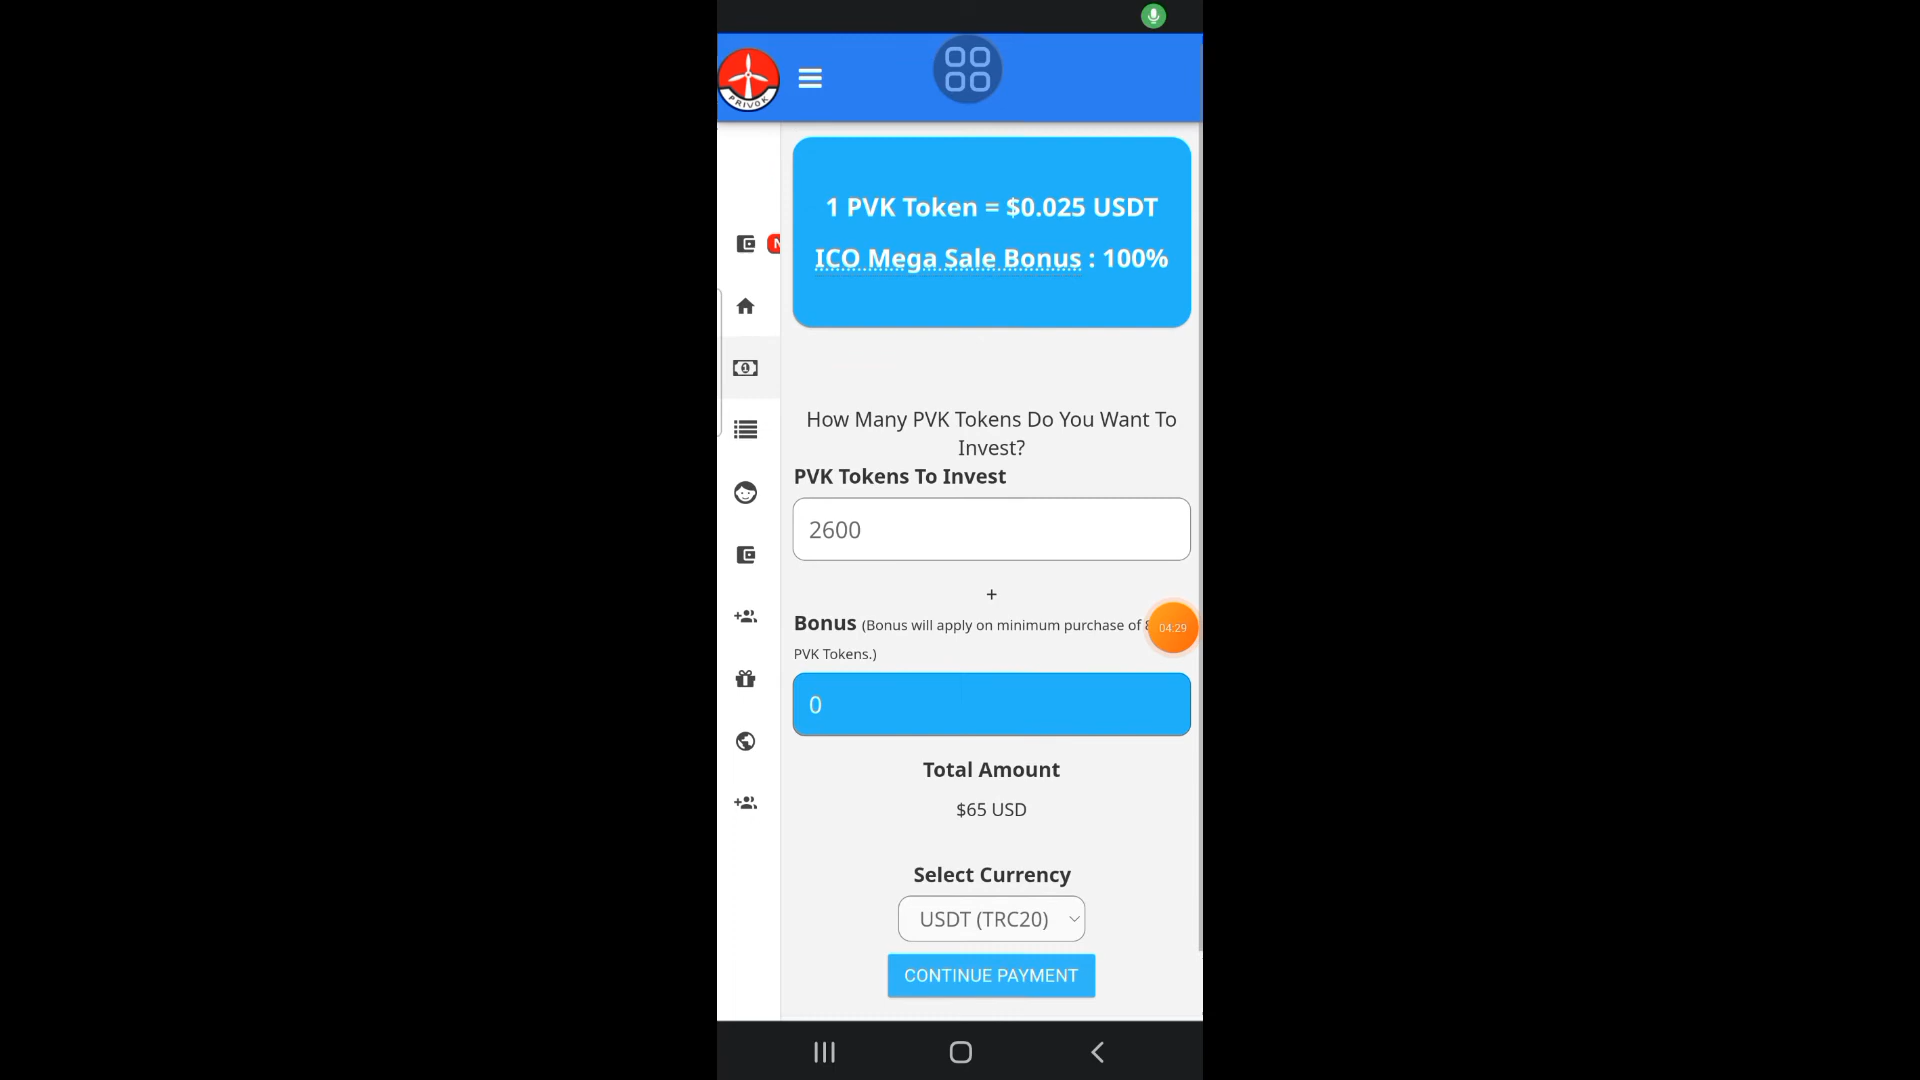 PRIVOK
1 PVK Token = $0.025 USDT
ICO Mega Sale Bonus : 100%
How Many PVK Tokens Do You Want To
Invest?
PVK Tokens To Invest
2600
+
Bonus (Bonus will apply on minimum purchase of
04:29
PVK Tokens.)
0
Total Amount
$65 USD
Select Currency
USDT (TRC20)
CONTINUE PAYMENT